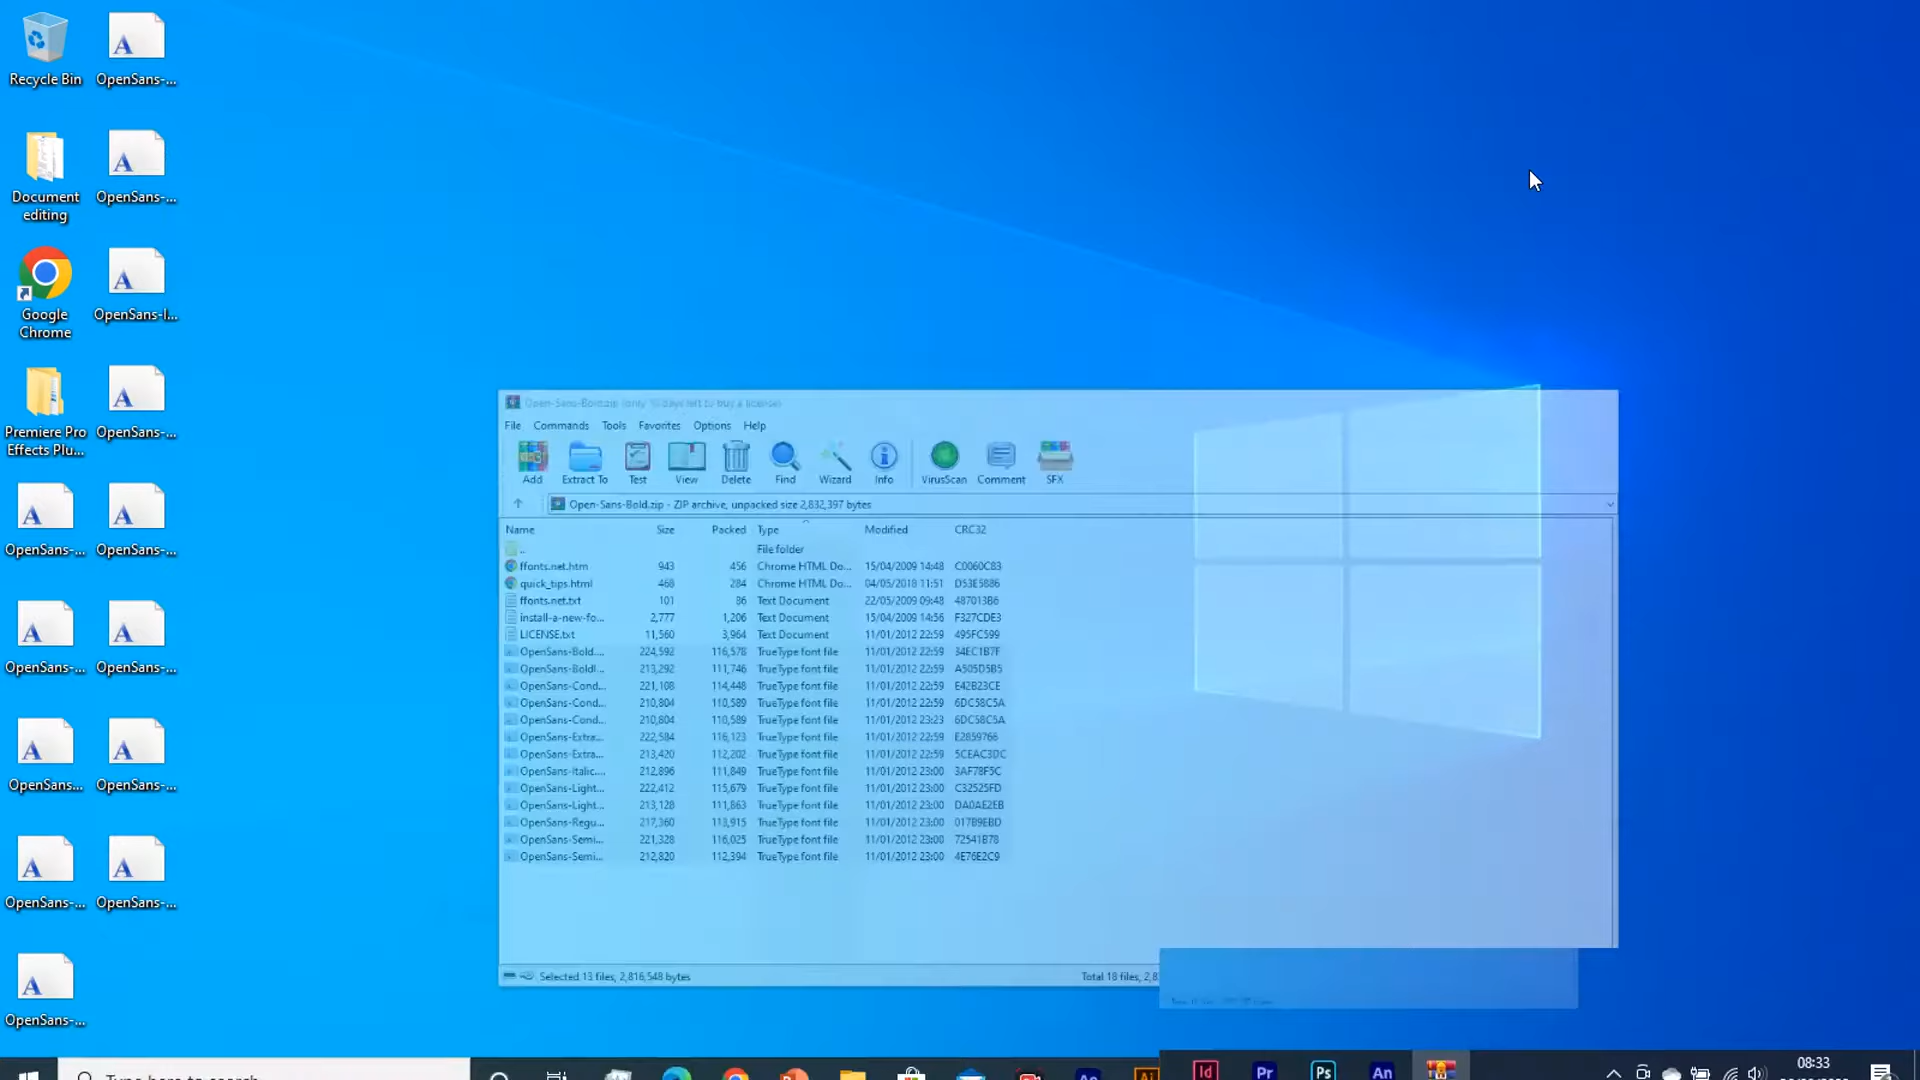 Recycle Bin
OpenSans-...
Document
editing
OpenSans-...
Google
Chrome
OpenSans-I...
Premiere Pro
Effects Plu...
OpenSans-...
OpenSans-...
OpenSans-...
OpenSans-...
OpenSans-...
OpenSans...
OpenSans-...
OpenSans-...
OpenSans-...
OpenSans-...
Open-Sans-Bold.zip (only
days left to buy a license)
File Commands Tools Favorites Options Help
Add Extract To Test View Delete Find Wizard Info VirusScan Comment SFX
Open-Sans-Bold.zip - ZIP archive, unpacked size 2,832,397 bytes
Name Size Packed Type Modified CRC32
.. File folder
ffonts.net.htm 943 456 Chrome HTML Do... 15/04/2009 14:48 C0060C83
quick_tips.html 468 284 Chrome HTML Do... 04/05/2018 11:51 D53E5886
ffonts.net.txt 101 86 Text Document 22/05/2009 09:48 487013B6
install-a-new-fo... 2,777 1,206 Text Document 15/04/2009 14:56 F327CDE3
LICENSE.txt 11,560 3,964 Text Document 11/01/2012 22:59 495FC599
OpenSans-Bold.... 224,592 116,578 TrueType font file 11/01/2012 22:59 34EC1B7F
OpenSans-BoldI... 213,292 111,746 TrueType font file 11/01/2012 22:59 A505D5B5
OpenSans-Cond... 221,108 114,448 TrueType font file 11/01/2012 22:59 E42B23CE
OpenSans-Cond... 210,804 110,589 TrueType font file 11/01/2012 22:59 6DC58C5A
OpenSans-Cond... 210,804 110,589 TrueType font file 11/01/2012 23:23 6DC58C5A
OpenSans-Extra... 222,584 116,123 TrueType font file 11/01/2012 22:59 E2859766
OpenSans-Extra... 213,420 112,202 TrueType font file 11/01/2012 22:59 5CEAC3DC
OpenSans-Italic.... 212,896 111,849 TrueType font file 11/01/2012 23:00 3AF78F5C
OpenSans-Light... 222,412 115,679 TrueType font file 11/01/2012 23:00 C32525FD
OpenSans-Light... 213,128 111,863 TrueType font file 11/01/2012 23:00 DA0AE2EB
OpenSans-Regu... 217,360 113,915 TrueType font file 11/01/2012 23:00 017B9EBD
OpenSans-Semi... 221,328 116,025 TrueType font file 11/01/2012 23:00 72541B78
OpenSans-Semi... 212,820 112,394 TrueType font file 11/01/2012 23:00 4E76E2C9
Selected 13 files, 2,816,548 bytes
Total 18 files, 2,8
Type here to search
Ae Ai Id Pr Ps An
08:33